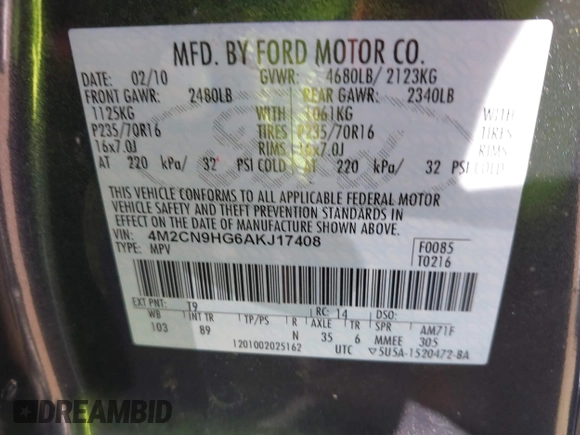 MFD. BY FORD MOTOR CO.
DATE: 02/10 GVWR: 4680LB/ 2123KG
FRONT GAWR: 2480LB REAR GAWR: 2340LB
1125KG WITH 1061KG WITH
P235/70R16 TIRES P235/70R16 TIRES
16x7.0J RIMS 16x7.0J RIMS
AT 220 kPa/ 32 PSI COLD AT 220 kPa/ 32 PSI COLD
THIS VEHICLE CONFORMS TO ALL APPLICABLE FEDERAL MOTOR
VEHICLE SAFETY AND THEFT PREVENTION STANDARDS IN
EFFECT ON THE DATE OF MANUFACTURE SHOWN ABOVE.
VIN: 4M2CN9HG6AKJ17408
TYPE: MPV
F0085
T0216
EXT PNT: T9 RC: 14 DSO:
WB INT TR TP/PS R AXLE TR SPR AM71F
103 89 N 35 6 MMEE 305
1201002025162 UTC ▽5U5A-1520472-BA
DREAMBID